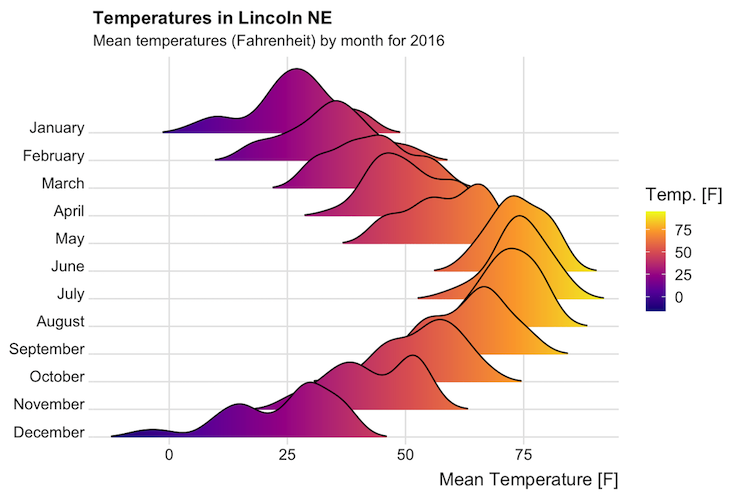 Temperatures in Lincoln NE
Mean temperatures (Fahrenheit) by month for 2016
January
February
March
April
May
June
July
August
September
October
November
December
0 25 50 75
Mean Temperature [F]
Temp. [F]
75
50
25
0